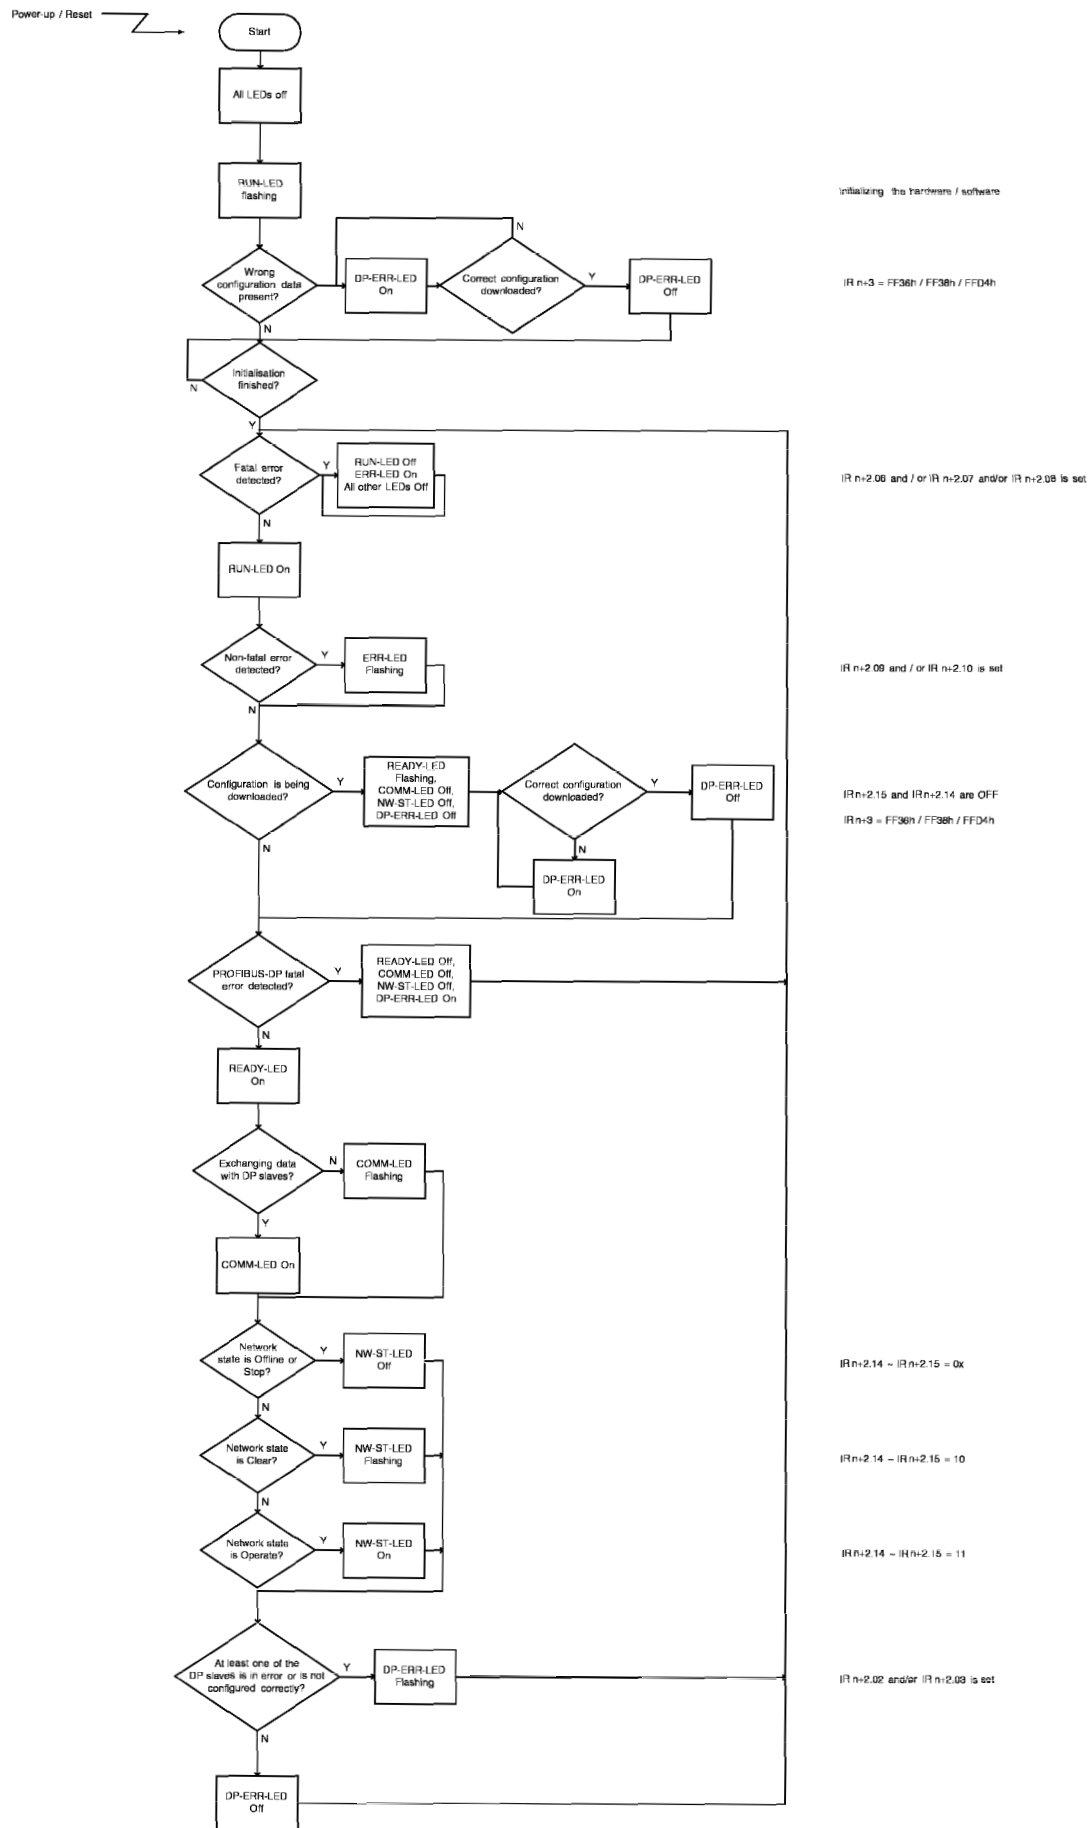 Power-up / Reset
Start
All LEDs off
RUN-LED
flashing
Initializing the hardware / software
N
Wrong
configuration data
present?
DP-ERR-LED
On
Correct configuration
downloaded?
Y
DP-ERR-LED
Off
IR n+3 = FF36h / FF38h / FFD4h
N
Initialisation
finished?
N
Y
Fatal error
detected?
Y
RUN-LED Off
ERR-LED On
All other LEDs Off
IR n+2.06 and / or IR n+2.07 and/or IR n+2.08 is set
N
RUN-LED On
Non-fatal error
detected?
Y
ERR-LED
Flashing
IR n+2.09 and / or IR n+2.10 is set
N
Configuration is being
downloaded?
Y
READY-LED
Flashing,
COMM-LED Off,
NW-ST-LED Off,
DP-ERR-LED Off
Correct configuration
downloaded?
Y
DP-ERR-LED
Off
IR n+2.15 and IR n+2.14 are OFF
IR n+3 = FF36h / FF38h / FFD4h
N
N
DP-ERR-LED
On
PROFIBUS-DP fatal
error detected?
Y
READY-LED Off,
COMM-LED Off,
NW-ST-LED Off,
DP-ERR-LED On
N
READY-LED
On
Exchanging data
with DP slaves?
N
COMM-LED
Flashing
Y
COMM-LED On
Network
state is Offline or
Stop?
Y
NW-ST-LED
Off
IR n+2.14 ~ IR n+2.15 = 0x
N
Network state
is Clear?
Y
NW-ST-LED
Flashing
IR n+2.14 ~ IR n+2.15 = 10
N
Network state
is Operate?
Y
NW-ST-LED
On
IR n+2.14 ~ IR n+2.15 = 11
At least one of the
DP slaves is in error or is not
configured correctly?
Y
DP-ERR-LED
Flashing
IR n+2.02 and/or IR n+2.03 is set
N
DP-ERR-LED
Off